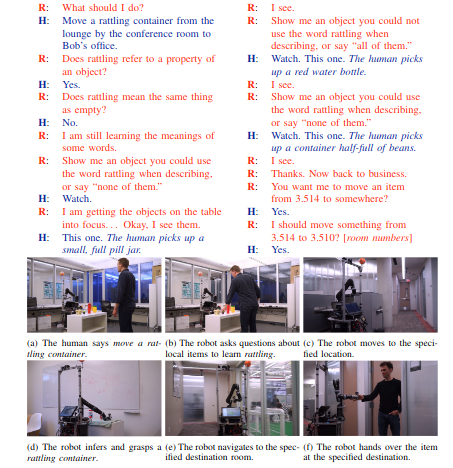 R: What should I do?
H: Move a rattling container from the
lounge by the conference room to
Bob's office.
R: Does rattling refer to a property of
an object?
H: Yes.
R: Does rattling mean the same thing
as empty?
H: No.
R: I am still learning the meanings of
some words.
R: Show me an object you could use
the word rattling when describing,
or say “none of them.”
H: Watch.
R: I am getting the objects on the table
into focus... Okay, I see them.
H: This one. The human picks up a
small, full pill jar.
R: I see.
R: Show me an object you could not
use the word rattling when
describing, or say “all of them.”
H: Watch. This one. The human picks
up a red water bottle.
R: I see.
R: Show me an object you could use
the word rattling when describing,
or say “none of them.”
H: Watch. This one. The human picks
up a container half-full of beans.
R: I see.
R: Thanks. Now back to business.
R: You want me to move an item
from 3.514 to somewhere?
H: Yes.
R: I should move something from
3.514 to 3.510? [room numbers]
H: Yes.
(a) The human says move a rat-
tling container.
(b) The robot asks questions about
local items to learn rattling.
(c) The robot moves to the speci-
fied location.
(d) The robot infers and grasps a
rattling container.
(e) The robot navigates to the spec-
ified destination room.
(f) The robot hands over the item
at the specified destination.